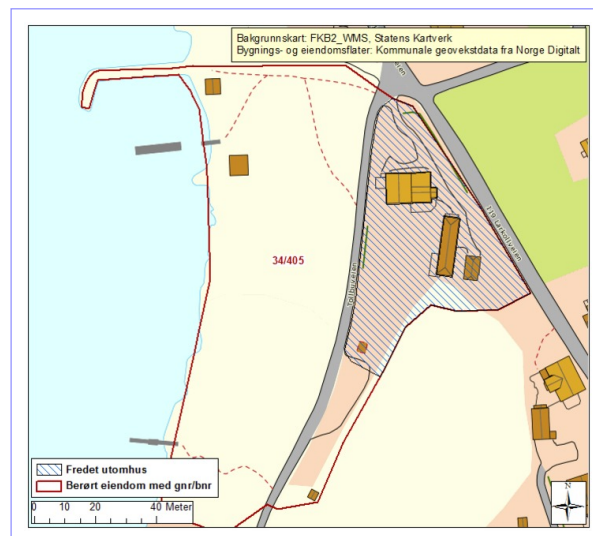 Bakgrunnskart: FKB2_WMS, Statens Kartverk
Bygnings- og eiendomsflater: Kommunale geovekstdata fra Norge Digitalt
34/405
Tollbuveien
Fredet utomhus
Berørt eiendom med gnr/bnr
0 10 20 40 Meter
N